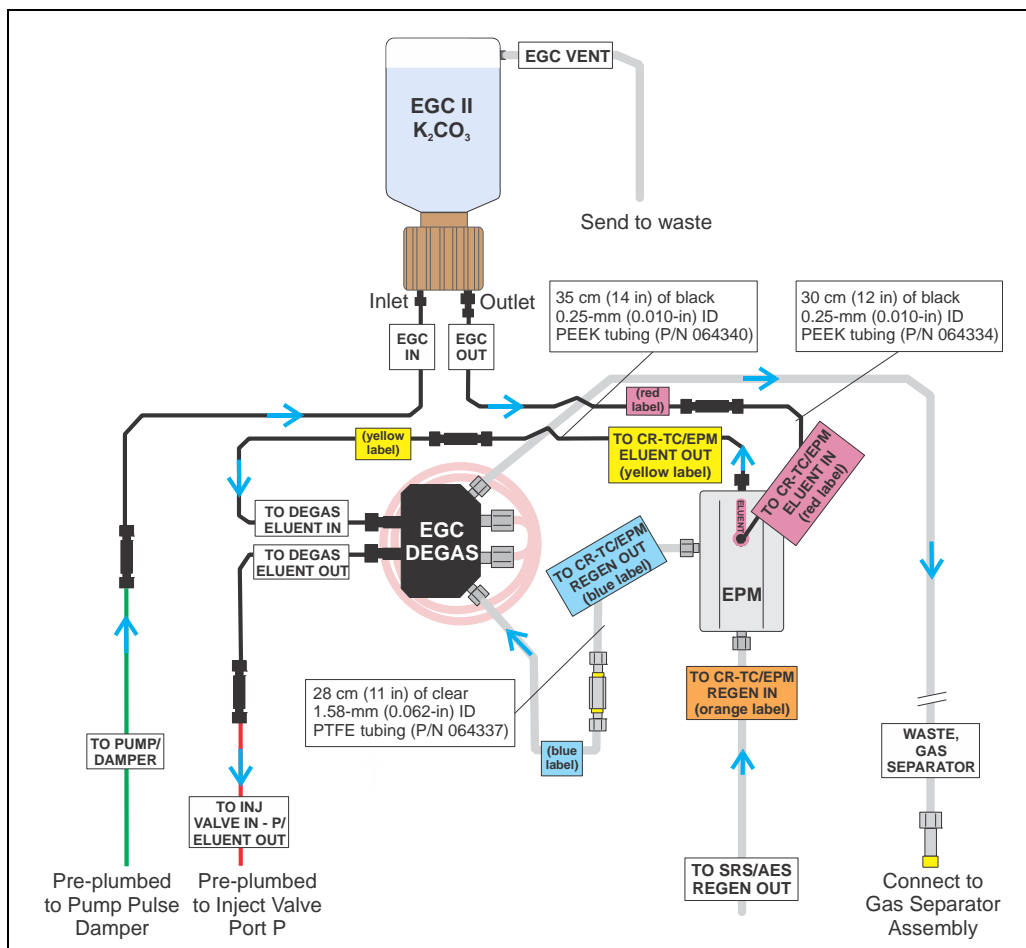 EGC VENT
EGC II
K₂CO₃
Send to waste
Inlet
Outlet
35 cm (14 in) of black
0.25-mm (0.010-in) ID
PEEK tubing (P/N 064340)
30 cm (12 in) of black
0.25-mm (0.010-in) ID
PEEK tubing (P/N 064334)
EGC
IN
EGC
OUT
(red
label)
(yellow
label)
TO CR-TC/EPM
ELUENT OUT
(yellow label)
TO CR-TC/EPM
ELUENT IN
(red label)
ELUENT
TO DEGAS
ELUENT IN
TO DEGAS
ELUENT OUT
EGC
DEGAS
TO CR-TC/EPM
REGEN OUT
(blue label)
EPM
28 cm (11 in) of clear
1.58-mm (0.062-in) ID
PTFE tubing (P/N 064337)
TO CR-TC/EPM
REGEN IN
(orange label)
(blue
label)
TO PUMP/
DAMPER
WASTE,
GAS
SEPARATOR
TO INJ
VALVE IN - P/
ELUENT OUT
TO SRS/AES
REGEN OUT
Pre-plumbed
to Pump Pulse
Damper
Pre-plumbed
to Inject Valve
Port P
Connect to
Gas Separator
Assembly